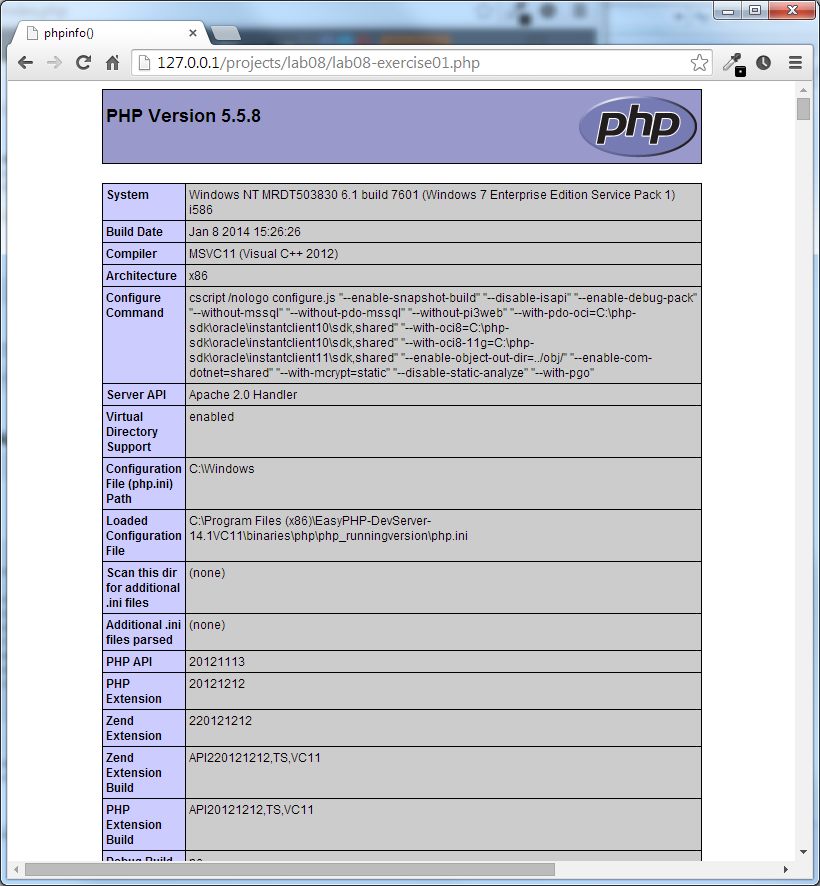 phpinfo()
127.0.0.1/projects/lab08/lab08-exercise01.php
PHP Version 5.5.8
php
System
Windows NT MRDT503830 6.1 build 7601 (Windows 7 Enterprise Edition Service Pack 1)
i586
Build Date
Jan 8 2014 15:26:26
Compiler
MSVC11 (Visual C++ 2012)
Architecture
x86
Configure
Command
cscript /nologo configure.js "--enable-snapshot-build" "--disable-isapi" "--enable-debug-pack"
"--without-mssql" "--without-pdo-mssql" "--without-pi3web" "--with-pdo-oci=C:\php-
sdk\oracle\instantclient10\sdk,shared" "--with-oci8=C:\php-
sdk\oracle\instantclient10\sdk,shared" "--with-oci8-11g=C:\php-
sdk\oracle\instantclient11\sdk,shared" "--enable-object-out-dir=../obj/" "--enable-com-
dotnet=shared" "--with-mcrypt=static" "--disable-static-analyze" "--with-pgo"
Server API
Apache 2.0 Handler
Virtual
Directory
Support
enabled
Configuration
File (php.ini)
Path
C:\Windows
Loaded
Configuration
File
C:\Program Files (x86)\EasyPHP-DevServer-
14.1VC11\binaries\php\php_runningversion\php.ini
Scan this dir
for additional
.ini files
(none)
Additional .ini
files parsed
(none)
PHP API
20121113
PHP
Extension
20121212
Zend
Extension
220121212
Zend
Extension
Build
API220121212,TS,VC11
PHP
Extension
Build
API20121212,TS,VC11
Debug Build
no